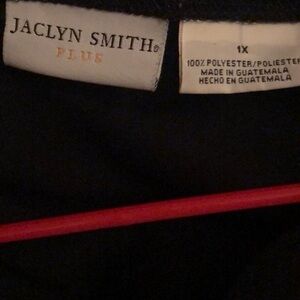 JACLYN SMITH®
PLUS
1X
100% POLYESTER/POLIESTER
MADE IN GUATEMALA
HECHO EN GUATEMALA